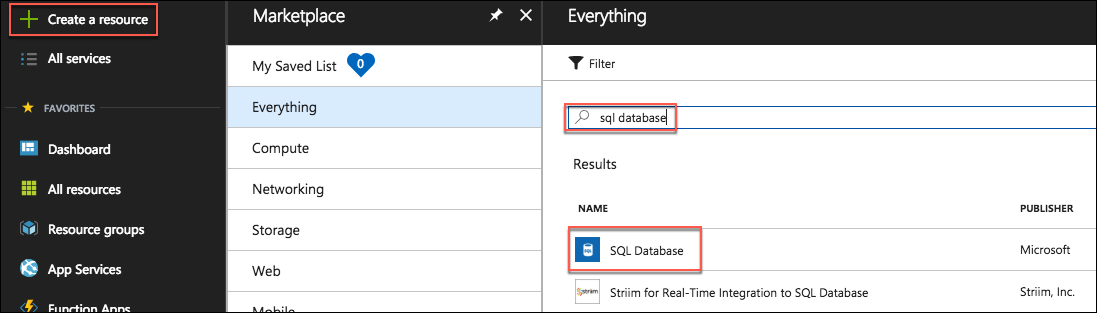 Create a resource
All services
FAVORITES
Dashboard
All resources
Resource groups
App Services
Function Apps
Marketplace
My Saved List 0
Everything
Compute
Networking
Storage
Web
Mobile
Everything
Filter
sql database
Results
NAME PUBLISHER
SQL Database Microsoft
Striim for Real-Time Integration to SQL Database Striim, Inc.